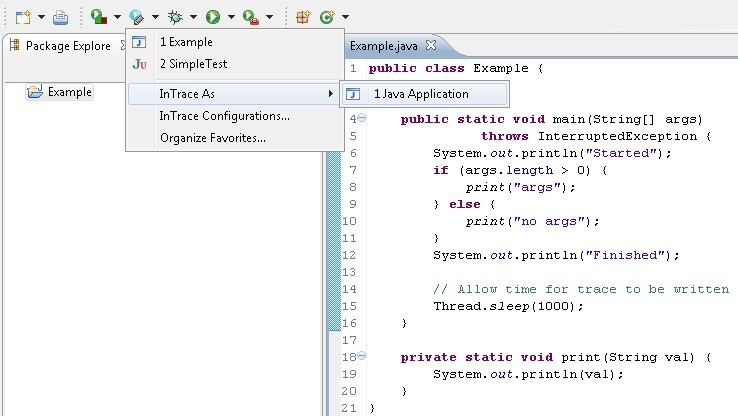 Package Explore
Example
1 Example
Ju 2 SimpleTest
InTrace As
InTrace Configurations...
Organize Favorites...
1 Java Application
Example.java
1 public class Example {
4 public static void main(String[] args)
5 throws InterruptedException {
6 System.out.println("Started");
7 if (args.length > 0) {
8 print("args");
9 } else {
10 print("no args");
11 }
12 System.out.println("Finished");
13
14 // Allow time for trace to be written
15 Thread.sleep(1000);
16 }
17
18 private static void print(String val) {
19 System.out.println(val);
20 }
21 }